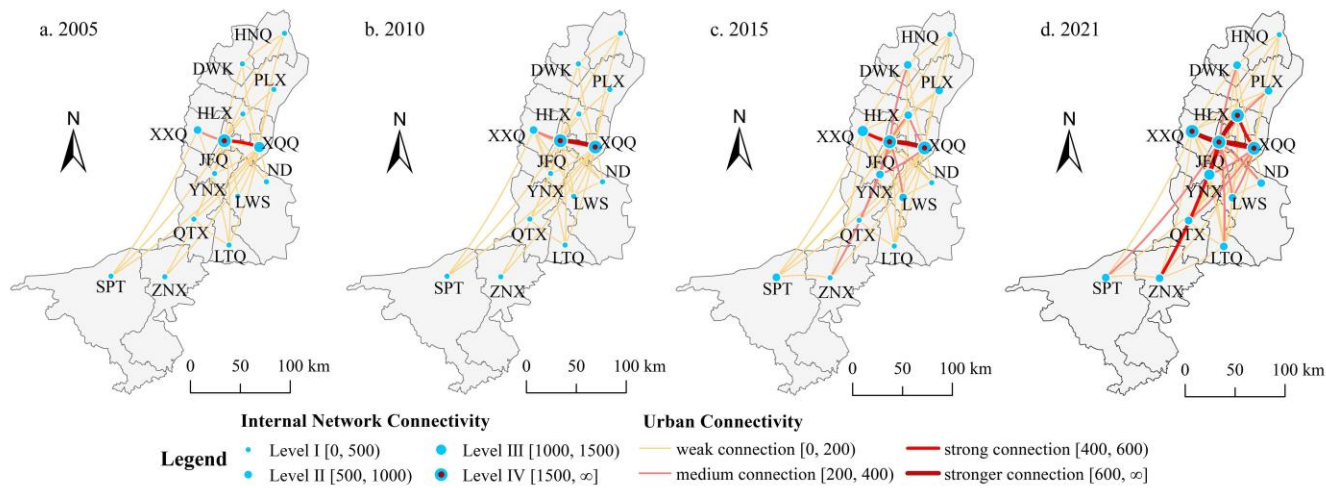 a. 2005
HNQ
DWK
PLX
N
HLX
XXQ
XQQ
JFQ
ND
YNX
LWS
QTX
LTQ
SPT
ZNX
0 50 100 km
b. 2010
DWK
PLX
N
HLX
XXQ
XQQ
JFQ
ND
YNX
LWS
QTX
LTQ
SPT
ZNX
0 50 100 km
c. 2015
HNQ
DWK
PLX
N
HLX
XXQ
XQQ
JFQ
ND
YNX
LWS
QTX
LTQ
SPT
ZNX
0 50 100 km
d. 2021
HNQ
DWK
PLX
N
HLX
XXQ
XQQ
JFQ
ND
YNX
LWS
QTX
LTQ
SPT
ZNX
0 50 100 km
Legend
Internal Network Connectivity
Level I [0, 500)
Level II [500, 1000)
Level III [1000, 1500)
Level IV [1500, ∞]
Urban Connectivity
weak connection [0, 200)
medium connection [200, 400)
strong connection [400, 600)
stronger connection [600, ∞]